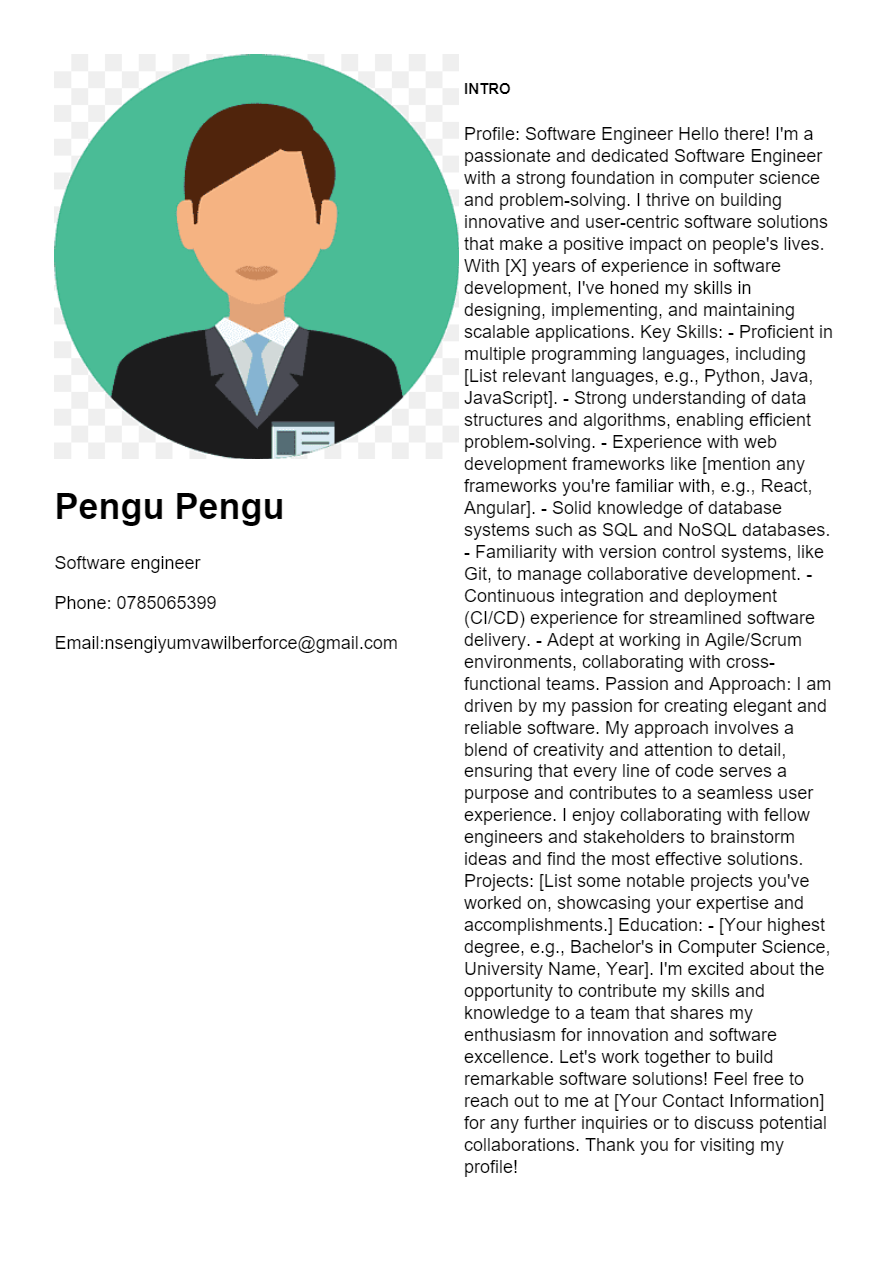 Pengu Pengu
Software engineer
Phone: 0785065399
Email:nsengiyumvawilberforce@gmail.com
INTRO
Profile: Software Engineer Hello there! I'm a
passionate and dedicated Software Engineer
with a strong foundation in computer science
and problem-solving. I thrive on building
innovative and user-centric software solutions
that make a positive impact on people's lives.
With [X] years of experience in software
development, I've honed my skills in
designing, implementing, and maintaining
scalable applications. Key Skills: - Proficient in
multiple programming languages, including
[List relevant languages, e.g., Python, Java,
JavaScript]. - Strong understanding of data
structures and algorithms, enabling efficient
problem-solving. - Experience with web
development frameworks like [mention any
frameworks you're familiar with, e.g., React,
Angular]. - Solid knowledge of database
systems such as SQL and NoSQL databases.
- Familiarity with version control systems, like
Git, to manage collaborative development. -
Continuous integration and deployment
(CI/CD) experience for streamlined software
delivery. - Adept at working in Agile/Scrum
environments, collaborating with cross-
functional teams. Passion and Approach: I am
driven by my passion for creating elegant and
reliable software. My approach involves a
blend of creativity and attention to detail,
ensuring that every line of code serves a
purpose and contributes to a seamless user
experience. I enjoy collaborating with fellow
engineers and stakeholders to brainstorm
ideas and find the most effective solutions.
Projects: [List some notable projects you've
worked on, showcasing your expertise and
accomplishments.] Education: - [Your highest
degree, e.g., Bachelor's in Computer Science,
University Name, Year]. I'm excited about the
opportunity to contribute my skills and
knowledge to a team that shares my
enthusiasm for innovation and software
excellence. Let's work together to build
remarkable software solutions! Feel free to
reach out to me at [Your Contact Information]
for any further inquiries or to discuss potential
collaborations. Thank you for visiting my
profile!